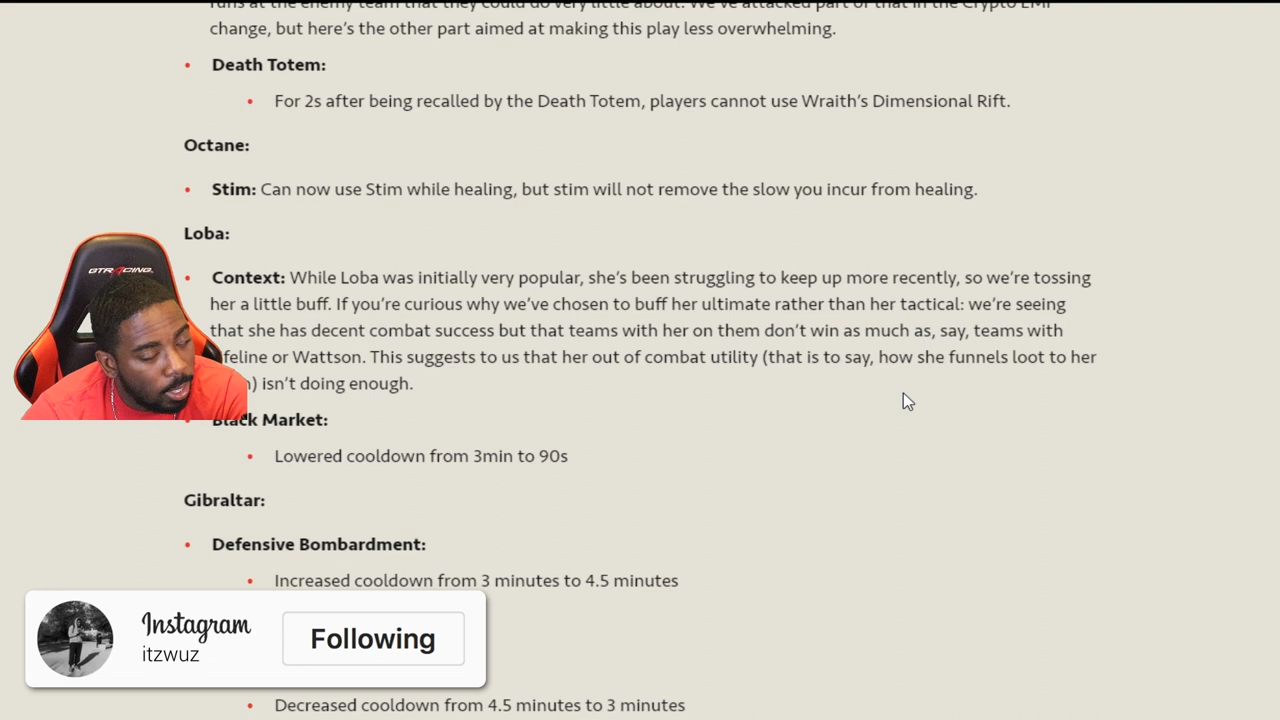 change, but here's the other part aimed at making this play less overwhelming.
• Death Totem:
• For 2s after being recalled by the Death Totem, players cannot use Wraith's Dimensional Rift.
Octane:
• Stim: Can now use Stim while healing, but stim will not remove the slow you incur from healing.
Loba:
• Context: While Loba was initially very popular, she's been struggling to keep up more recently, so we're tossing
her a little buff. If you're curious why we've chosen to buff her ultimate rather than her tactical: we're seeing
that she has decent combat success but that teams with her on them don't win as much as, say, teams with
feline or Wattson. This suggests to us that her out of combat utility (that is to say, how she funnels loot to her
) isn't doing enough.
Black Market:
• Lowered cooldown from 3min to 90s
Gibraltar:
• Defensive Bombardment:
• Increased cooldown from 3 minutes to 4.5 minutes
• Decreased cooldown from 4.5 minutes to 3 minutes
GTRACING
Instagram
itzwuz
Following